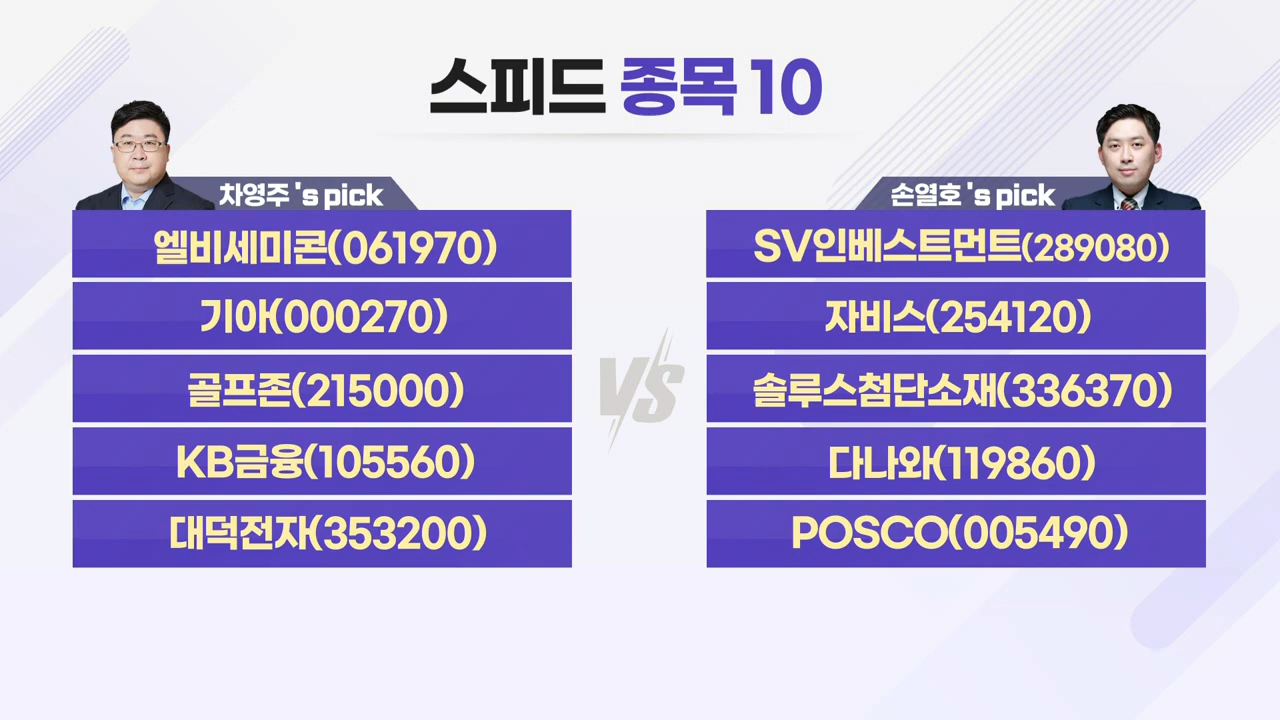 스피드 종목 10
차영주 's pick
엘비세미콘(061970)
기아(000270)
골프존(215000)
KB금융(105560)
대덕전자(353200)
VS
손열호 's pick
SV인베스트먼트(289080)
자비스(254120)
솔루스첨단소재(336370)
다나와(119860)
POSCO(005490)